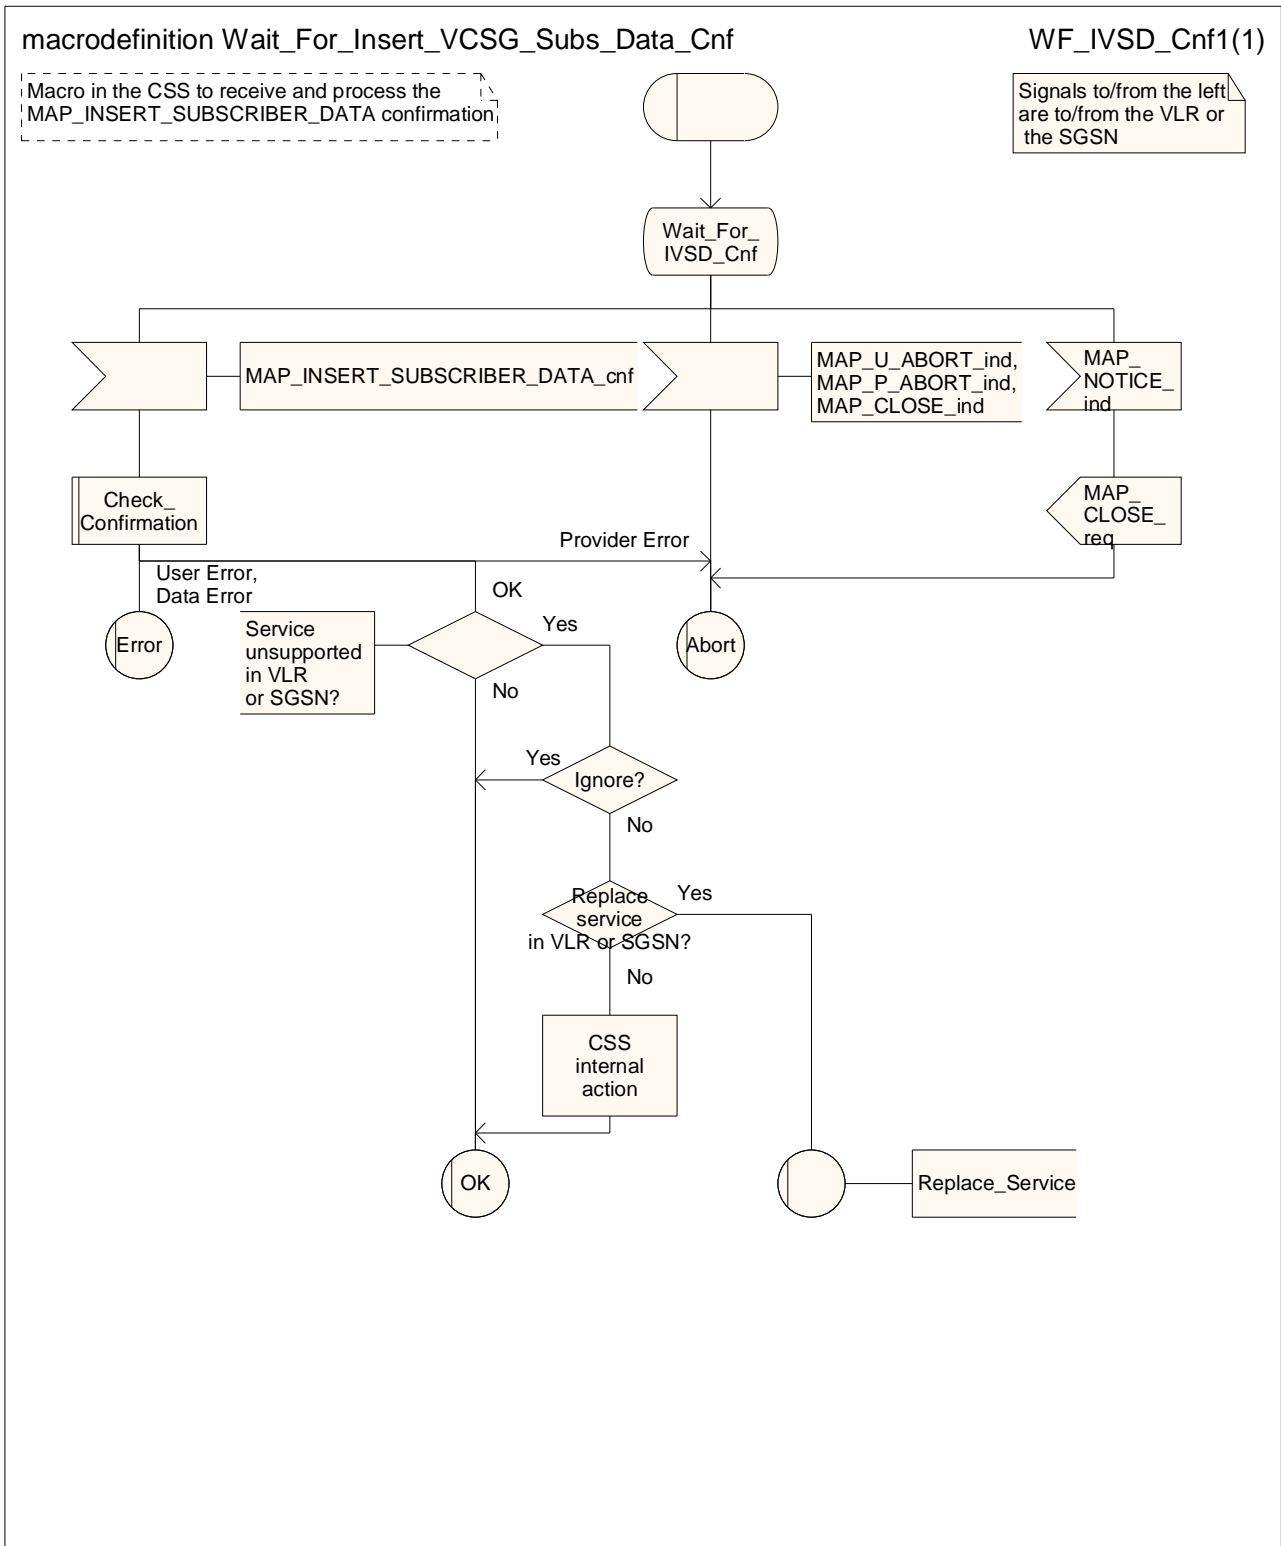 macrodefinition Wait_For_Insert_VCSG_Subs_Data_Cnf
WF_IVSD_Cnf1(1)
Macro in the CSS to receive and process the
MAP_INSERT_SUBSCRIBER_DATA confirmation
Signals to/from the left
are to/from the VLR or
the SGSN
Wait_For_
IVSD_Cnf
MAP_INSERT_SUBSCRIBER_DATA_cnf
MAP_U_ABORT_ind,
MAP_P_ABORT_ind,
MAP_CLOSE_ind
MAP_
NOTICE_
ind
Check_
Confirmation
MAP_
CLOSE_
req
Provider Error
User Error,
Data Error
OK
Error
Service
unsupported
in VLR
or SGSN?
Yes
No
Abort
Yes
Ignore?
No
Replace
service
in VLR or SGSN?
Yes
No
CSS
internal
action
OK
Replace_Service